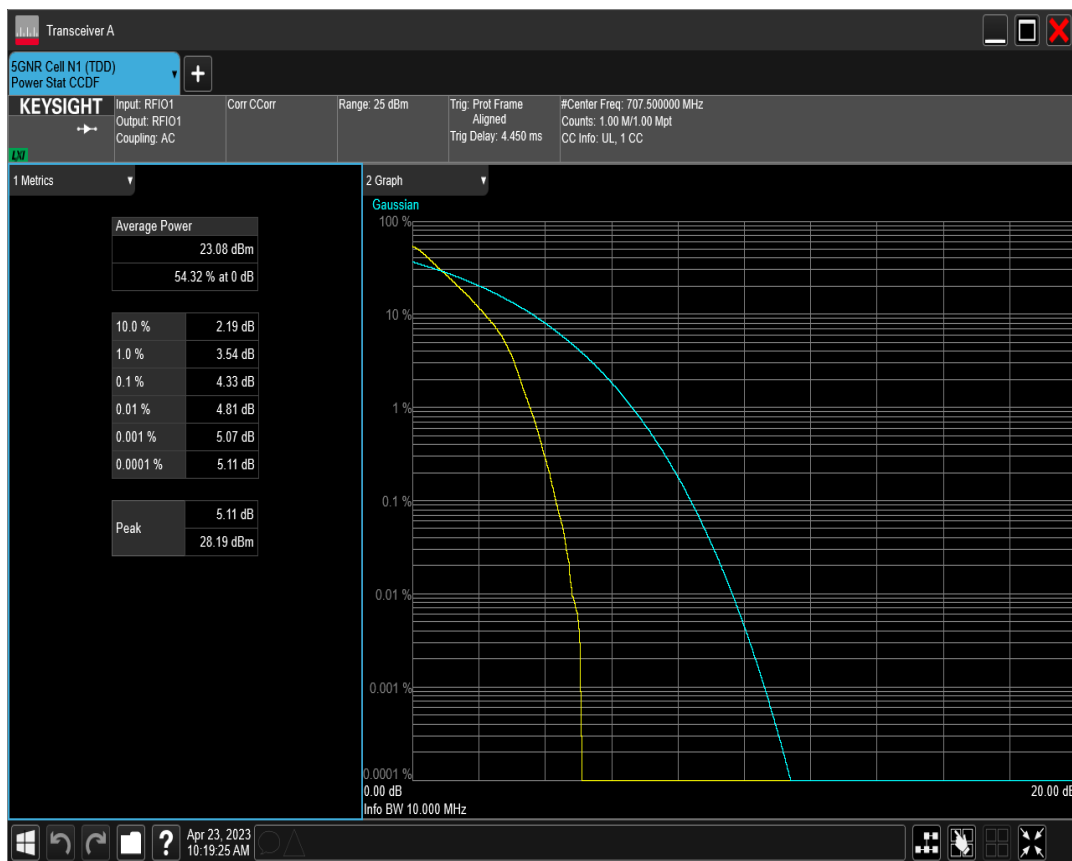 Transceiver A
5GNR Cell N1 (TDD)
Power Stat CCDF
KEYSIGHT
LXI
Input: RFIO1
Output: RFIO1
Coupling: AC
Corr CCorr
Range: 25 dBm
Trig: Prot Frame
Aligned
Trig Delay: 4.450 ms
#Center Freq: 707.500000 MHz
Counts: 1.00 M/1.00 Mpt
CC Info: UL, 1 CC
1 Metrics
Average Power
23.08 dBm
54.32 % at 0 dB
10.0 % 2.19 dB
1.0 % 3.54 dB
0.1 % 4.33 dB
0.01 % 4.81 dB
0.001 % 5.07 dB
0.0001 % 5.11 dB
Peak
5.11 dB
28.19 dBm
2 Graph
Gaussian
100 %
10 %
1 %
0.1 %
0.01 %
0.001 %
0.0001 %
0.00 dB
20.00 dB
Info BW 10.000 MHz
?
Apr 23, 2023
10:19:25 AM